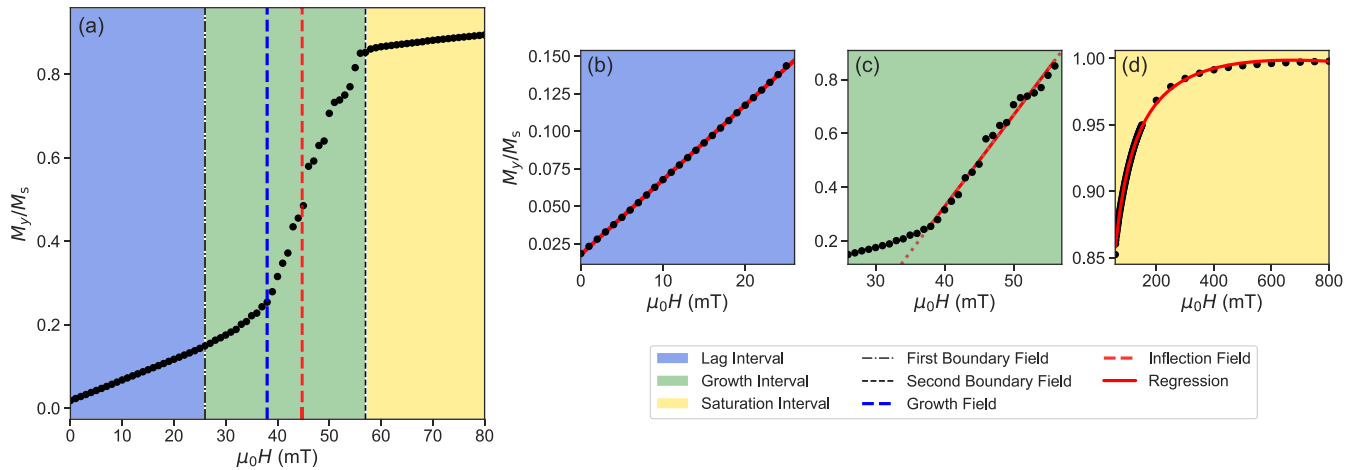 (a)
0.8
0.6
0.4
0.2
0.0
M_y/M_s
0 10 20 30 40 50 60 70 80
μ₀H (mT)
(b)
0.150
0.125
0.100
0.075
0.050
0.025
M_y/M_s
0 10 20
μ₀H (mT)
(c)
0.8
0.6
0.4
0.2
30 40 50
μ₀H (mT)
(d)
1.00
0.95
0.90
0.85
200 400 600 800
μ₀H (mT)
Lag Interval
Growth Interval
Saturation Interval
First Boundary Field
Second Boundary Field
Growth Field
Inflection Field
Regression